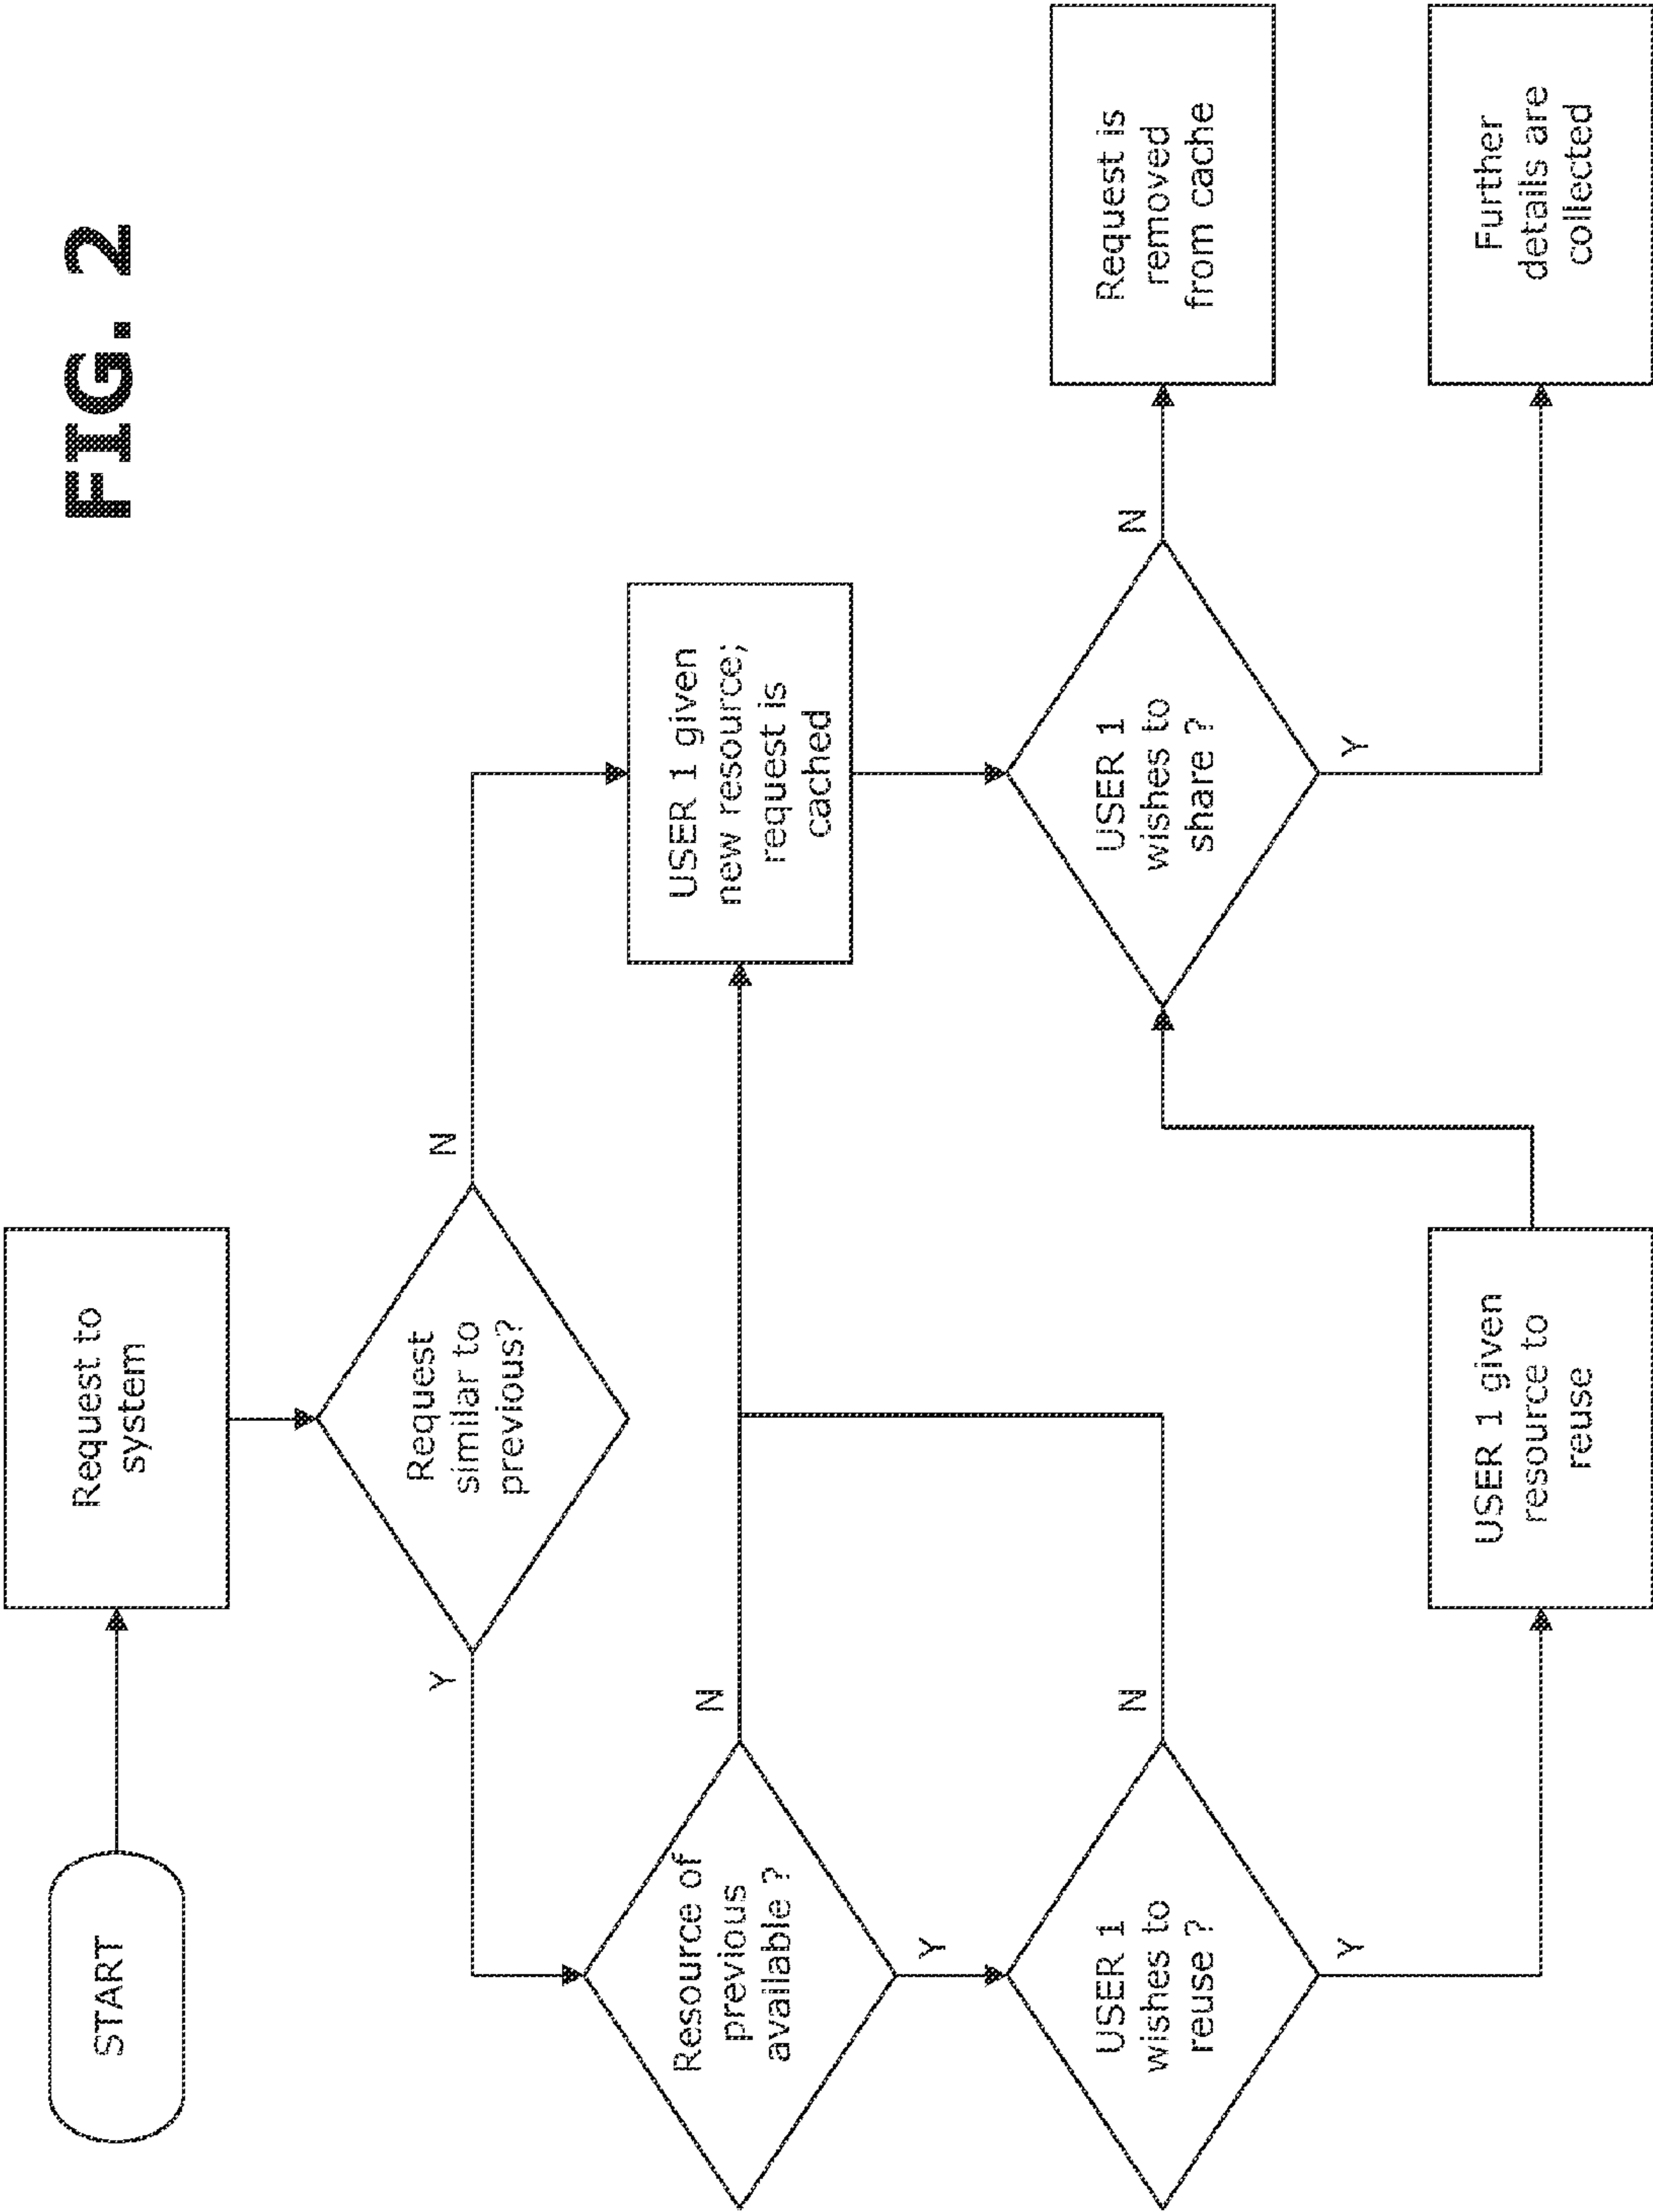 FIG. 2
START
Request to
system
Request
similar to
previous?
Y
N
Resource of
previous
available ?
N
Y
USER 1 given
new resource;
request is
cached
USER 1
wishes to
reuse ?
N
Y
USER 1
wishes to
share ?
N
Y
Request is
removed
from cache
USER 1 given
resource to
reuse
Further
details are
collected